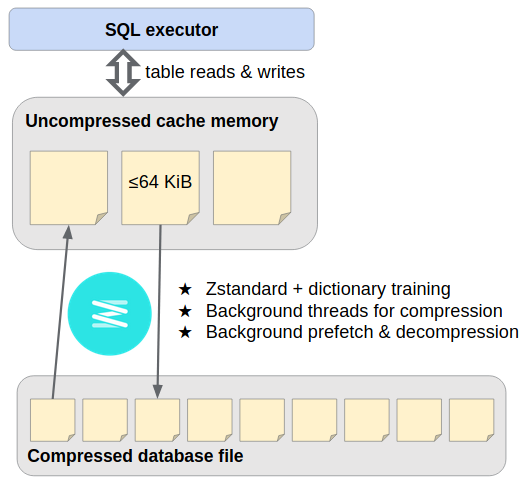 SQL executor
table reads & writes
Uncompressed cache memory
≤64 KiB
★ Zstandard + dictionary training
★ Background threads for compression
★ Background prefetch & decompression
Compressed database file